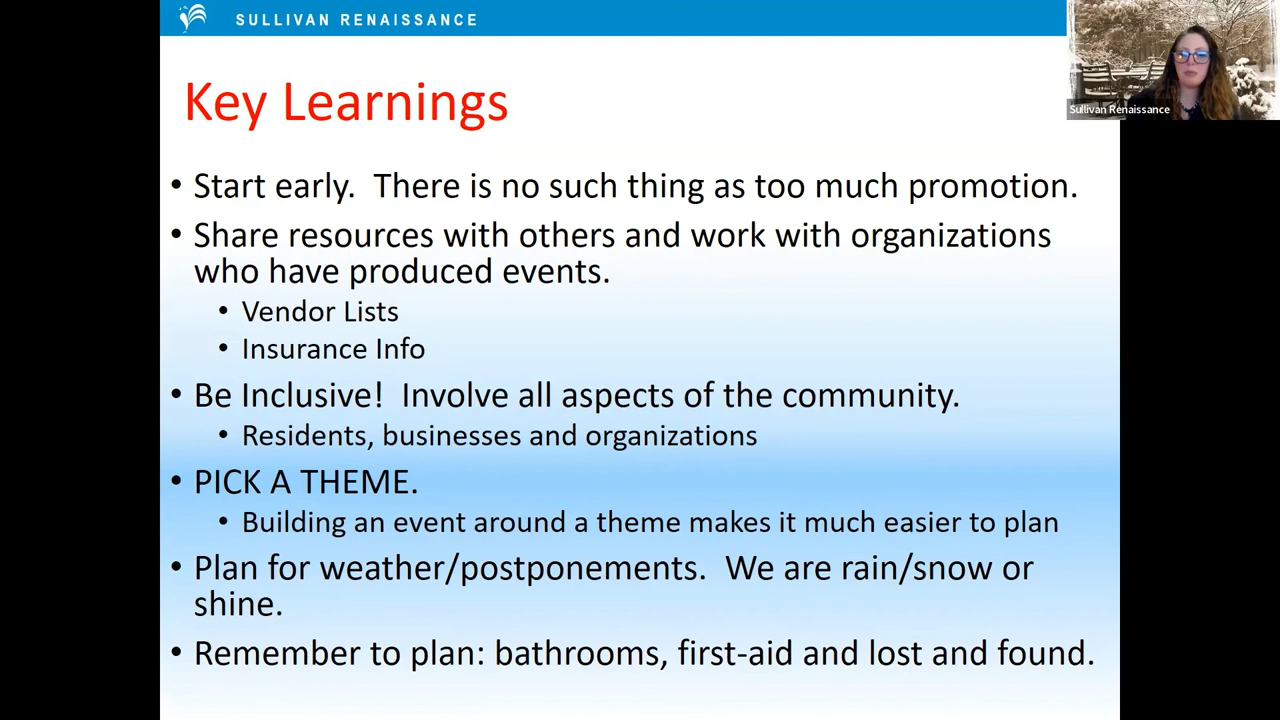 SULLIVAN RENAISSANCE
Sullivan Renaissance
Key Learnings
• Start early.  There is no such thing as too much promotion.
• Share resources with others and work with organizations
who have produced events.
• Vendor Lists
• Insurance Info
• Be Inclusive!  Involve all aspects of the community.
• Residents, businesses and organizations
• PICK A THEME.
• Building an event around a theme makes it much easier to plan
• Plan for weather/postponements.  We are rain/snow or
shine.
• Remember to plan: bathrooms, first-aid and lost and found.